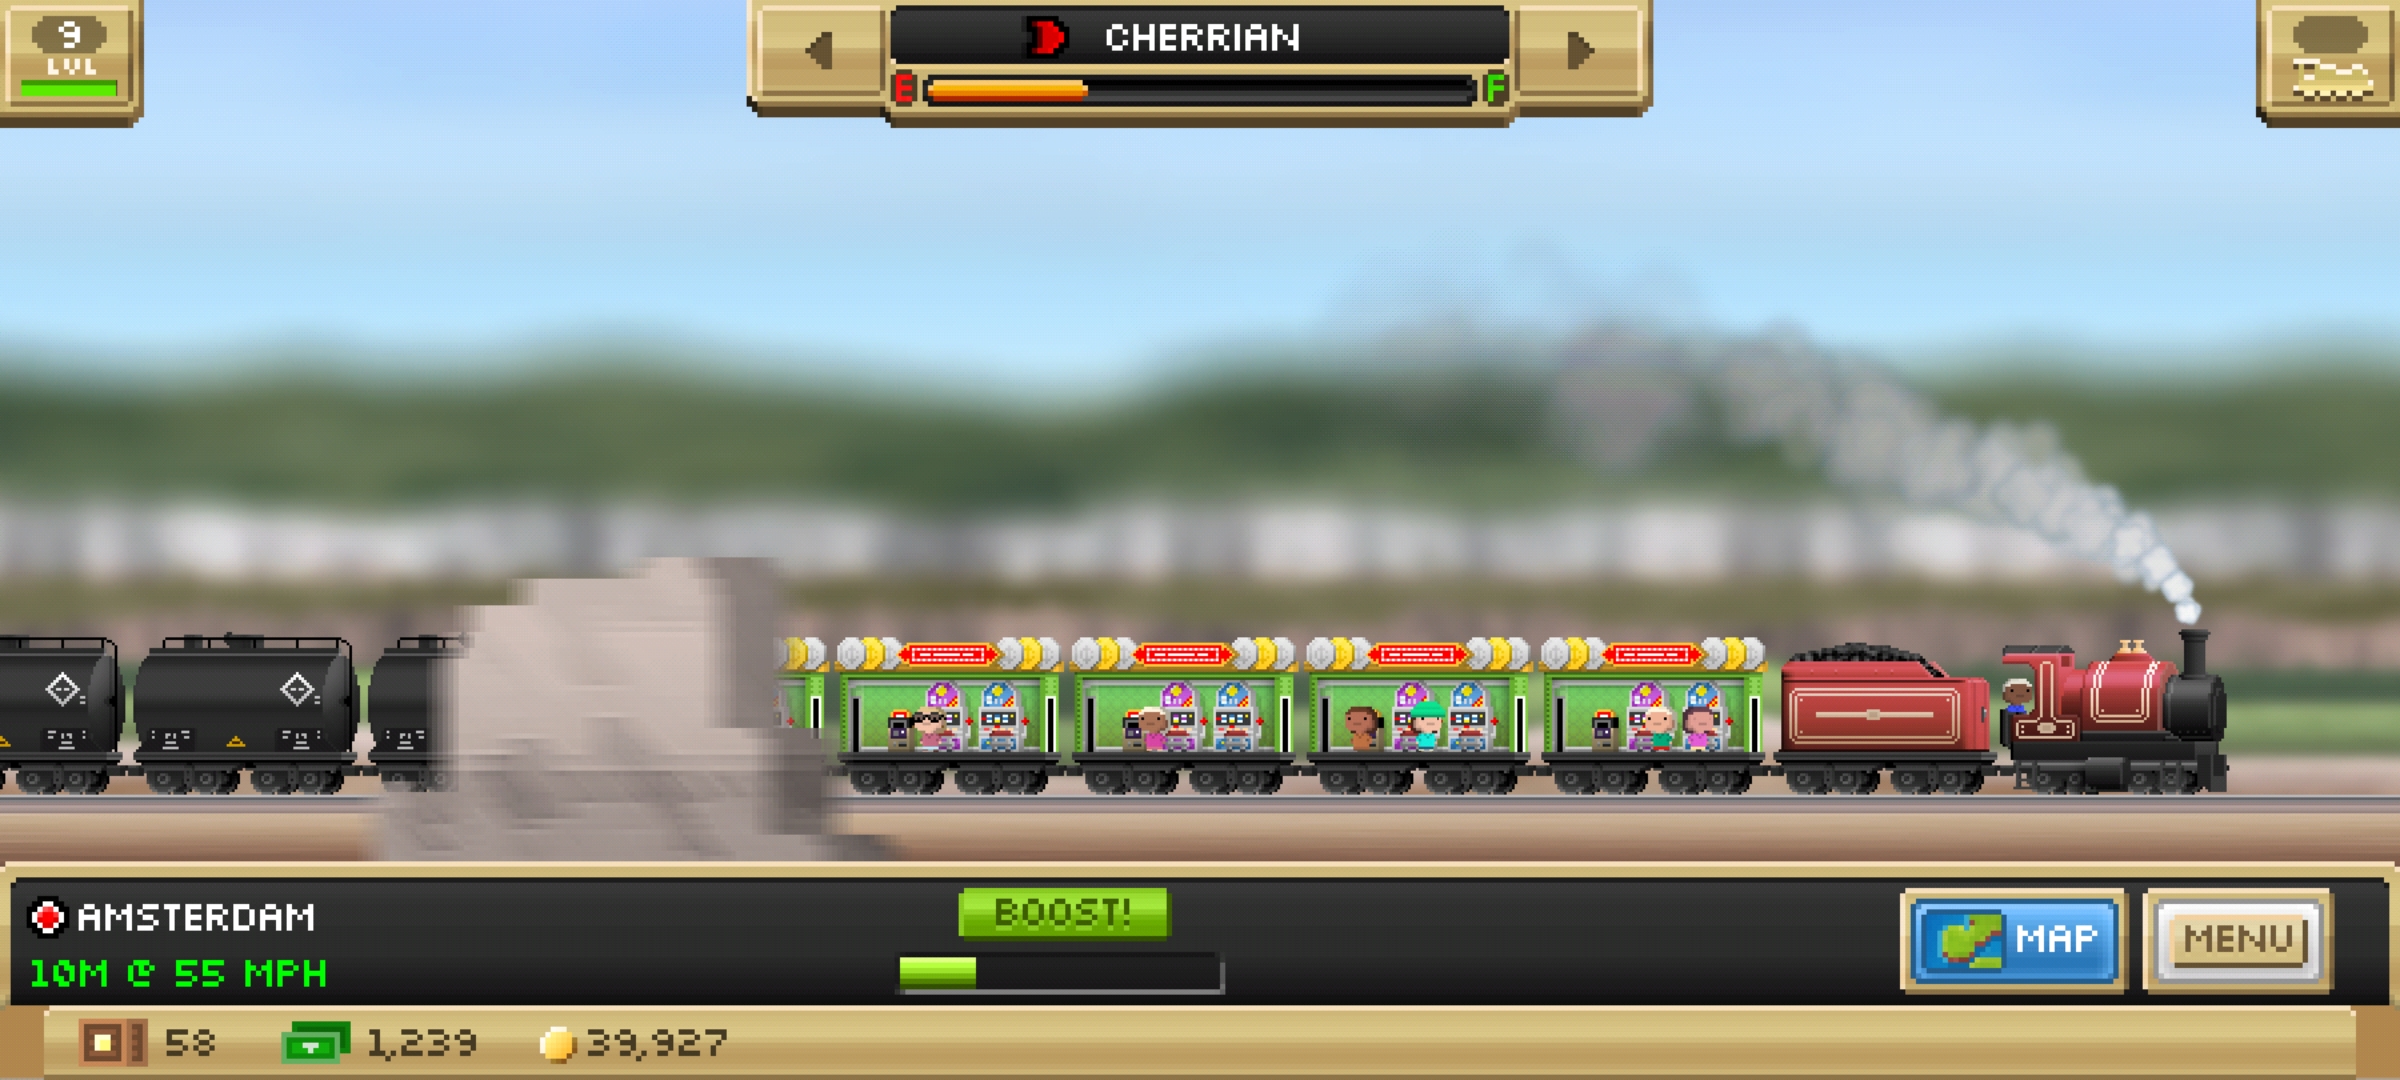 9
LVL
CHERRIAN
E F
AMSTERDAM
10M @ 55 MPH
BOOST!
MAP
MENU
58
1,239
39,927